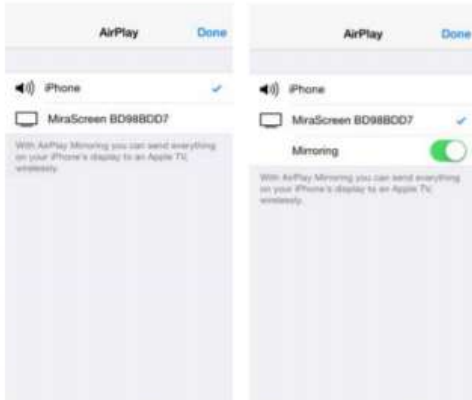 AirPlay
Done
iPhone
MiraScreen BD98BDD7
With AirPlay Mirroring you can send everything
on your iPhone's display to an Apple TV,
wirelessly.
AirPlay
Done
iPhone
MiraScreen BD98BDD7
Mirroring
With AirPlay Mirroring you can send everything
on your iPhone's display to an Apple TV,
wirelessly.